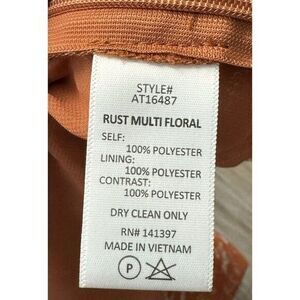 STYLE#
AT16487
RUST MULTI FLORAL
SELF:
100% POLYESTER
LINING:
100% POLYESTER
CONTRAST:
100% POLYESTER
DRY CLEAN ONLY
RN# 141397
MADE IN VIETNAM
P